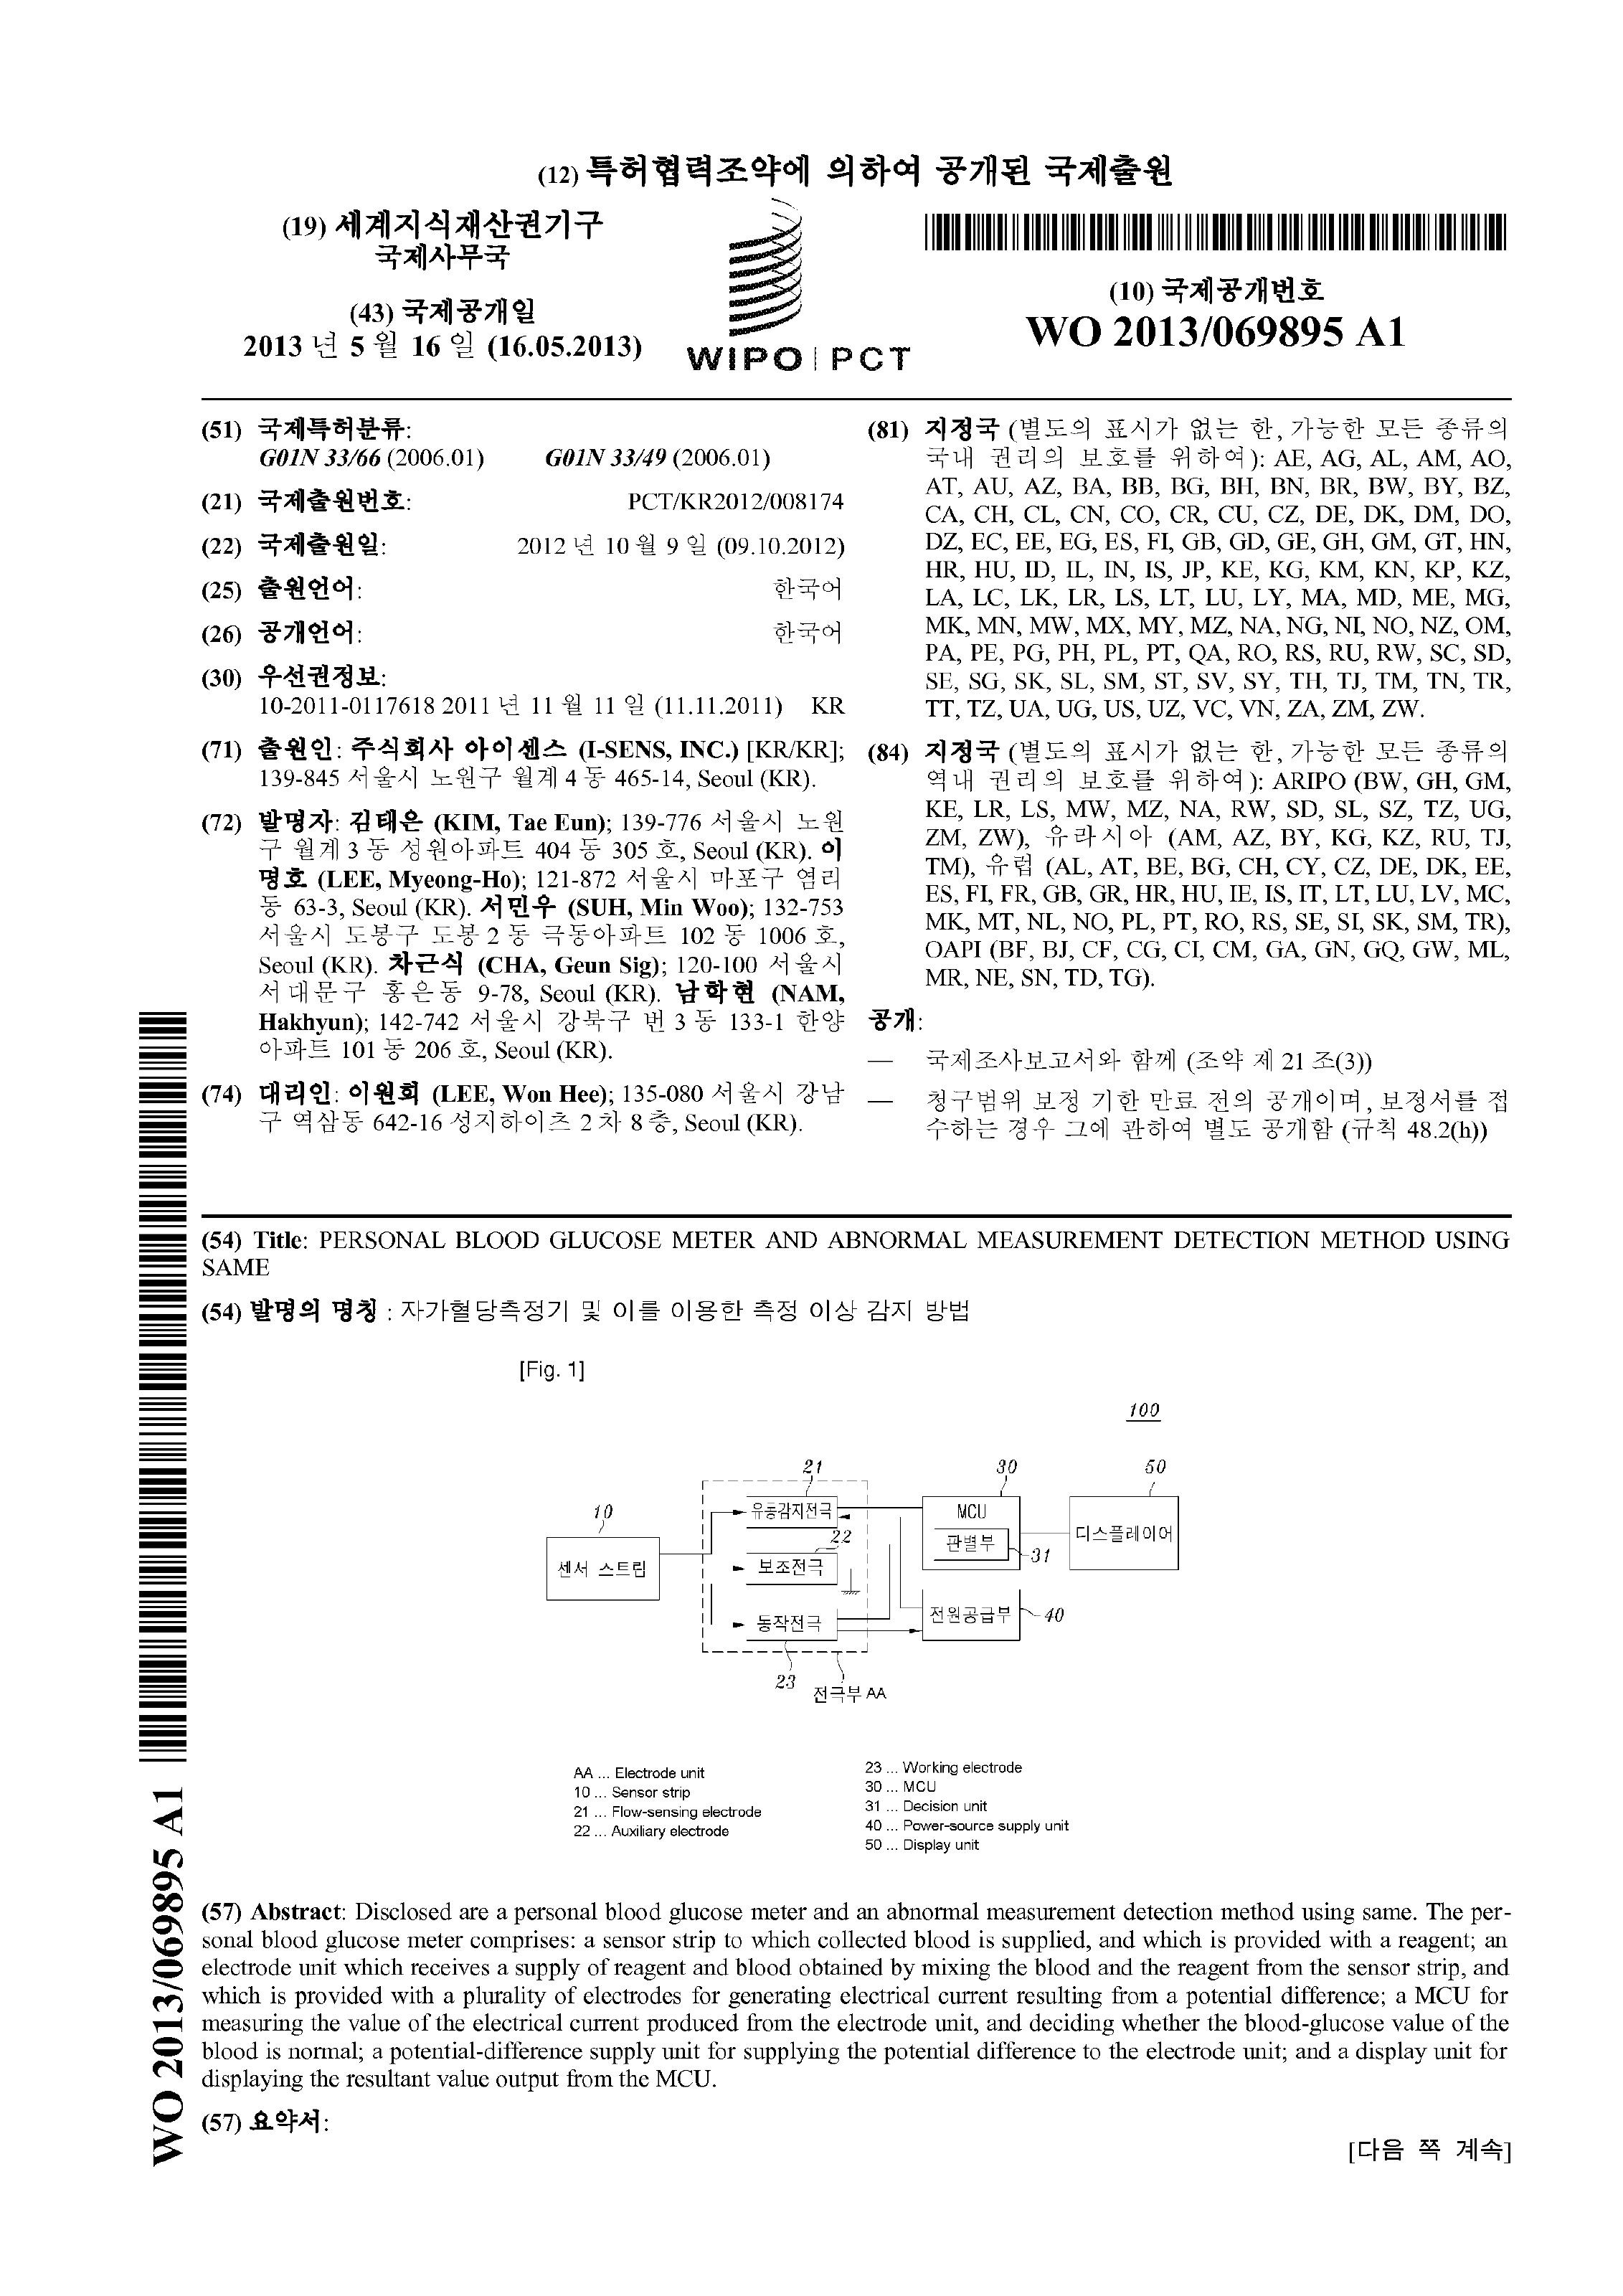 (12) 특허협력조약에 의하여 공개된 국제출원
(19) 세계지식재산권기구
국제사무국
(43) 국제공개일
2013 년 5 월 16 일 (16.05.2013)
WIPO | PCT
(10) 국제공개번호
WO 2013/069895 A1
(51) 국제특허분류:
G01N 33/66 (2006.01) G01N 33/49 (2006.01)
(21) 국제출원번호: PCT/KR2012/008174
(22) 국제출원일: 2012 년 10 월 9 일 (09.10.2012)
(25) 출원언어: 한국어
(26) 공개언어: 한국어
(30) 우선권정보:
10-2011-0117618 2011 년 11 월 11 일 (11.11.2011) KR
(71) 출원인: 주식회사 아이센스 (I-SENS, INC.) [KR/KR];
139-845 서울시 노원구 월계 4 동 465-14, Seoul (KR).
(72) 발명자: 김태은 (KIM, Tae Eun); 139-776 서울시 노원
구 월계 3 동 성원아파트 404 동 305 호, Seoul (KR). 이
명호 (LEE, Myeong-Ho); 121-872 서울시 마포구 염리
동 63-3, Seoul (KR). 서민우 (SUH, Min Woo); 132-753
서울시 도봉구 도봉 2 동 극동아파트 102 동 1006 호,
Seoul (KR). 차근식 (CHA, Geun Sig); 120-100 서울시
서대문구 홍은동 9-78, Seoul (KR). 남학현 (NAM,
Hakhyun); 142-742 서울시 강북구 번 3 동 133-1 한양
아파트 101 동 206 호, Seoul (KR).
(74) 대리인: 이원희 (LEE, Won Hee); 135-080 서울시 강남
구 역삼동 642-16 성지하이츠 2 차 8 층, Seoul (KR).
(81) 지정국 (별도의 표시가 없는 한, 가능한 모든 종류의
국내 권리의 보호를 위하여): AE, AG, AL, AM, AO,
AT, AU, AZ, BA, BB, BG, BH, BN, BR, BW, BY, BZ,
CA, CH, CL, CN, CO, CR, CU, CZ, DE, DK, DM, DO,
DZ, EC, EE, EG, ES, FI, GB, GD, GE, GH, GM, GT, HN,
HR, HU, ID, IL, IN, IS, JP, KE, KG, KM, KN, KP, KZ,
LA, LC, LK, LR, LS, LT, LU, LY, MA, MD, ME, MG,
MK, MN, MW, MX, MY, MZ, NA, NG, NI, NO, NZ, OM,
PA, PE, PG, PH, PL, PT, QA, RO, RS, RU, RW, SC, SD,
SE, SG, SK, SL, SM, ST, SV, SY, TH, TJ, TM, TN, TR,
TT, TZ, UA, UG, US, UZ, VC, VN, ZA, ZM, ZW.
(84) 지정국 (별도의 표시가 없는 한, 가능한 모든 종류의
역내 권리의 보호를 위하여): ARIPO (BW, GH, GM,
KE, LR, LS, MW, MZ, NA, RW, SD, SL, SZ, TZ, UG,
ZM, ZW), 유라시아 (AM, AZ, BY, KG, KZ, RU, TJ,
TM), 유럽 (AL, AT, BE, BG, CH, CY, CZ, DE, DK, EE,
ES, FI, FR, GB, GR, HR, HU, IE, IS, IT, LT, LU, LV, MC,
MK, MT, NL, NO, PL, PT, RO, RS, SE, SI, SK, SM, TR),
OAPI (BF, BJ, CF, CG, CI, CM, GA, GN, GQ, GW, ML,
MR, NE, SN, TD, TG).
공개:
— 국제조사보고서와 함께 (조약 제 21 조(3))
— 청구범위 보정 기한 만료 전의 공개이며, 보정서를 접
수하는 경우 그에 관하여 별도 공개함 (규칙 48.2(h))
(54) Title: PERSONAL BLOOD GLUCOSE METER AND ABNORMAL MEASUREMENT DETECTION METHOD USING
SAME
(54) 발명의 명칭 : 자가혈당측정기 및 이를 이용한 측정 이상 감지 방법
[Fig. 1]
100
21
30
50
10
유동감지전극
MCU
22
판별부
디스플레이어
31
센서 스트립
보조전극
동작전극
전원공급부
40
23
전극부 AA
AA ... Electrode unit
10 ... Sensor strip
21 ... Flow-sensing electrode
22 ... Auxiliary electrode
23 ... Working electrode
30 ... MCU
31 ... Decision unit
40 ... Power-source supply unit
50 ... Display unit
(57) Abstract: Disclosed are a personal blood glucose meter and an abnormal measurement detection method using same. The per-
sonal blood glucose meter comprises: a sensor strip to which collected blood is supplied, and which is provided with a reagent; an
electrode unit which receives a supply of reagent and blood obtained by mixing the blood and the reagent from the sensor strip, and
which is provided with a plurality of electrodes for generating electrical current resulting from a potential difference; a MCU for
measuring the value of the electrical current produced from the electrode unit, and deciding whether the blood-glucose value of the
blood is normal; a potential-difference supply unit for supplying the potential difference to the electrode unit; and a display unit for
displaying the resultant value output from the MCU.
(57) 요약서:
[다음 쪽 계속]
WO 2013/069895 A1